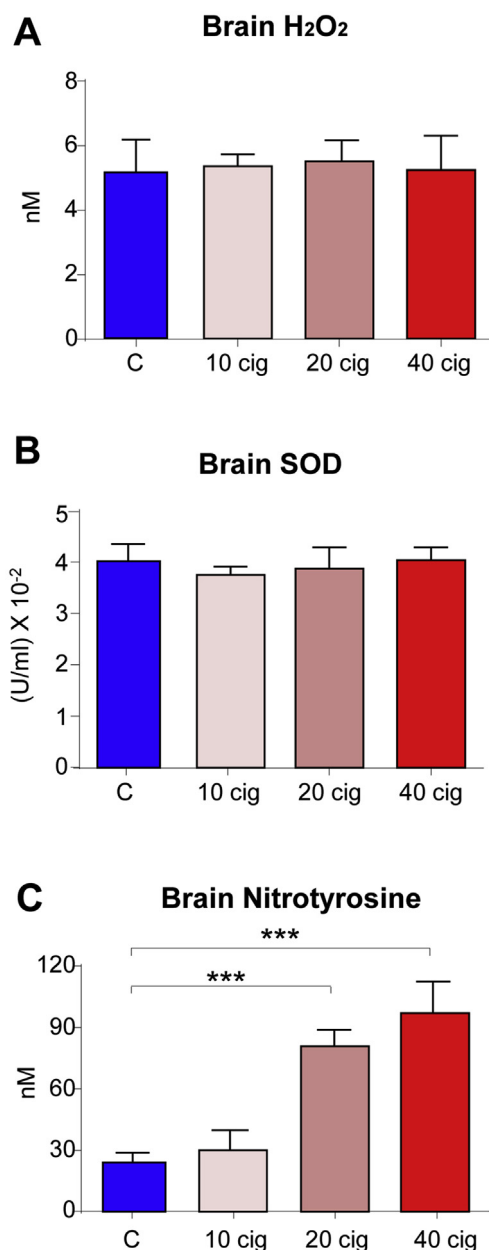 A
Brain H₂O₂
8
6
4
2
0
nM
C 10 cig 20 cig 40 cig
B
Brain SOD
5
4
3
2
1
0
(U/ml) X 10⁻²
C 10 cig 20 cig 40 cig
C
Brain Nitrotyrosine
***
***
120
90
60
30
0
nM
C 10 cig 20 cig 40 cig